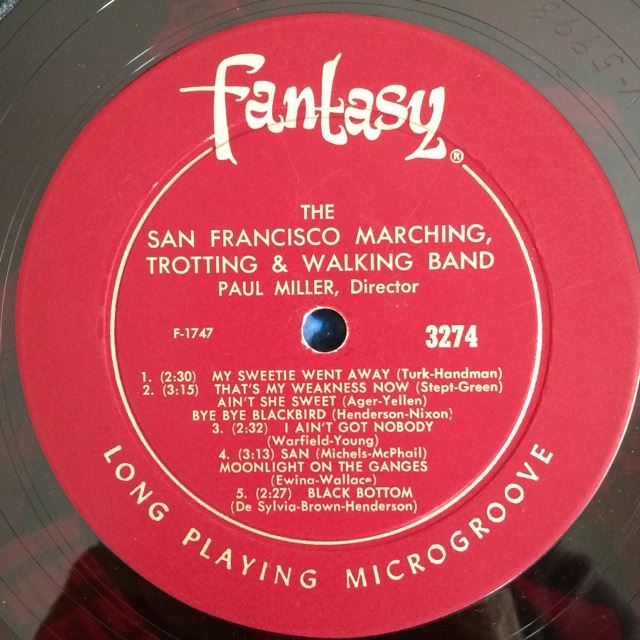 fantasy®
THE
SAN FRANCISCO MARCHING,
TROTTING & WALKING BAND
PAUL MILLER, Director
F-1747
3274
1. (2:30) MY SWEETIE WENT AWAY (Turk-Handman)
2. (3:15) THAT'S MY WEAKNESS NOW (Stept-Green)
AIN'T SHE SWEET (Ager-Yellen)
BYE BYE BLACKBIRD (Henderson-Nixon)
3. (2:32) I AIN'T GOT NOBODY
(Warfield-Young)
4. (3:13) SAN (Michels-McPhail)
MOONLIGHT ON THE GANGES
(Ewina-Wallace)
5. (2:27) BLACK BOTTOM
(De Sylvia-Brown-Henderson)
LONG PLAYING MICROGROOVE